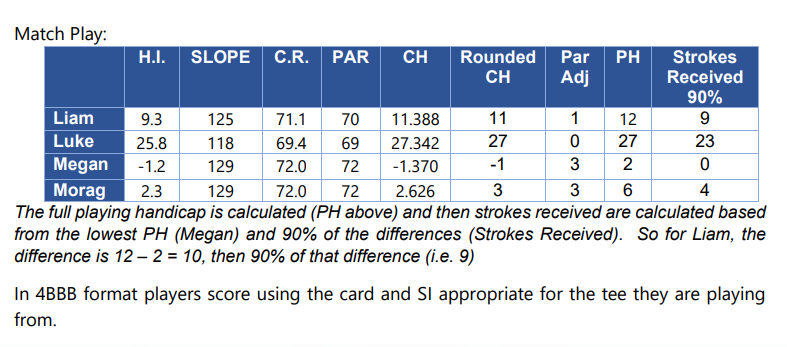 Match Play:
H.I. SLOPE C.R. PAR CH Rounded CH Par Adj PH Strokes Received 90%
Liam 9.3 125 71.1 70 11.388 11 1 12 9
Luke 25.8 118 69.4 69 27.342 27 0 27 23
Megan -1.2 129 72.0 72 -1.370 -1 3 2 0
Morag 2.3 129 72.0 72 2.626 3 3 6 4
The full playing handicap is calculated (PH above) and then strokes received are calculated based
from the lowest PH (Megan) and 90% of the differences (Strokes Received). So for Liam, the
difference is 12 – 2 = 10, then 90% of that difference (i.e. 9)
In 4BBB format players score using the card and SI appropriate for the tee they are playing
from.